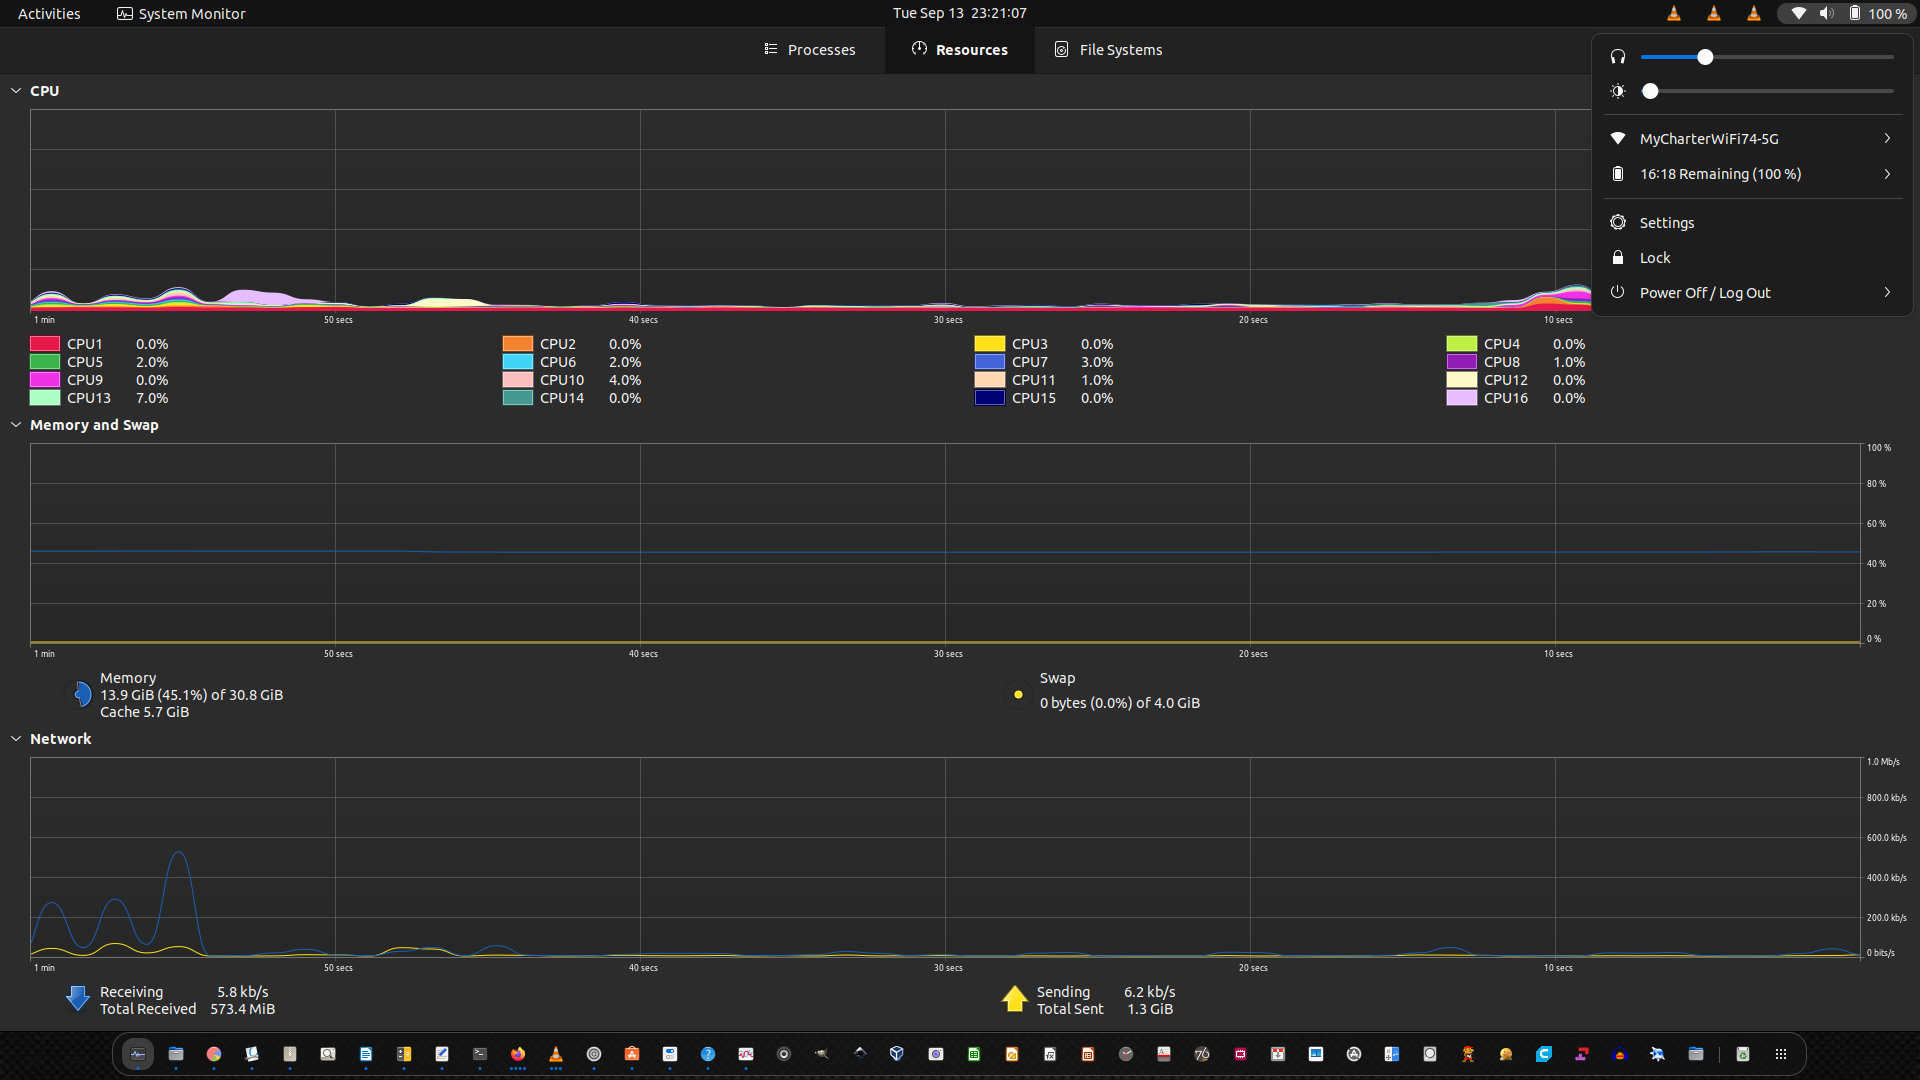 Activities System Monitor Tue Sep 13 23:21:07 100 %
Processes Resources File Systems
CPU
1 min 50 secs 40 secs 30 secs 20 secs 10 secs
CPU1 0.0% CPU2 0.0% CPU3 0.0% CPU4 0.0%
CPU5 2.0% CPU6 2.0% CPU7 3.0% CPU8 1.0%
CPU9 0.0% CPU10 4.0% CPU11 1.0% CPU12 0.0%
CPU13 7.0% CPU14 0.0% CPU15 0.0% CPU16 0.0%
MyCharterWiFi74-5G
16:18 Remaining (100 %)
Settings
Lock
Power Off / Log Out
Memory and Swap
100 %
80 %
60 %
40 %
20 %
0 %
1 min 50 secs 40 secs 30 secs 20 secs 10 secs
Memory
13.9 GiB (45.1%) of 30.8 GiB
Cache 5.7 GiB
Swap
0 bytes (0.0%) of 4.0 GiB
Network
1.0 Mb/s
800.0 kb/s
600.0 kb/s
400.0 kb/s
200.0 kb/s
0 bits/s
1 min 50 secs 40 secs 30 secs 20 secs 10 secs
Receiving 5.8 kb/s
Total Received 573.4 MiB
Sending 6.2 kb/s
Total Sent 1.3 GiB
76